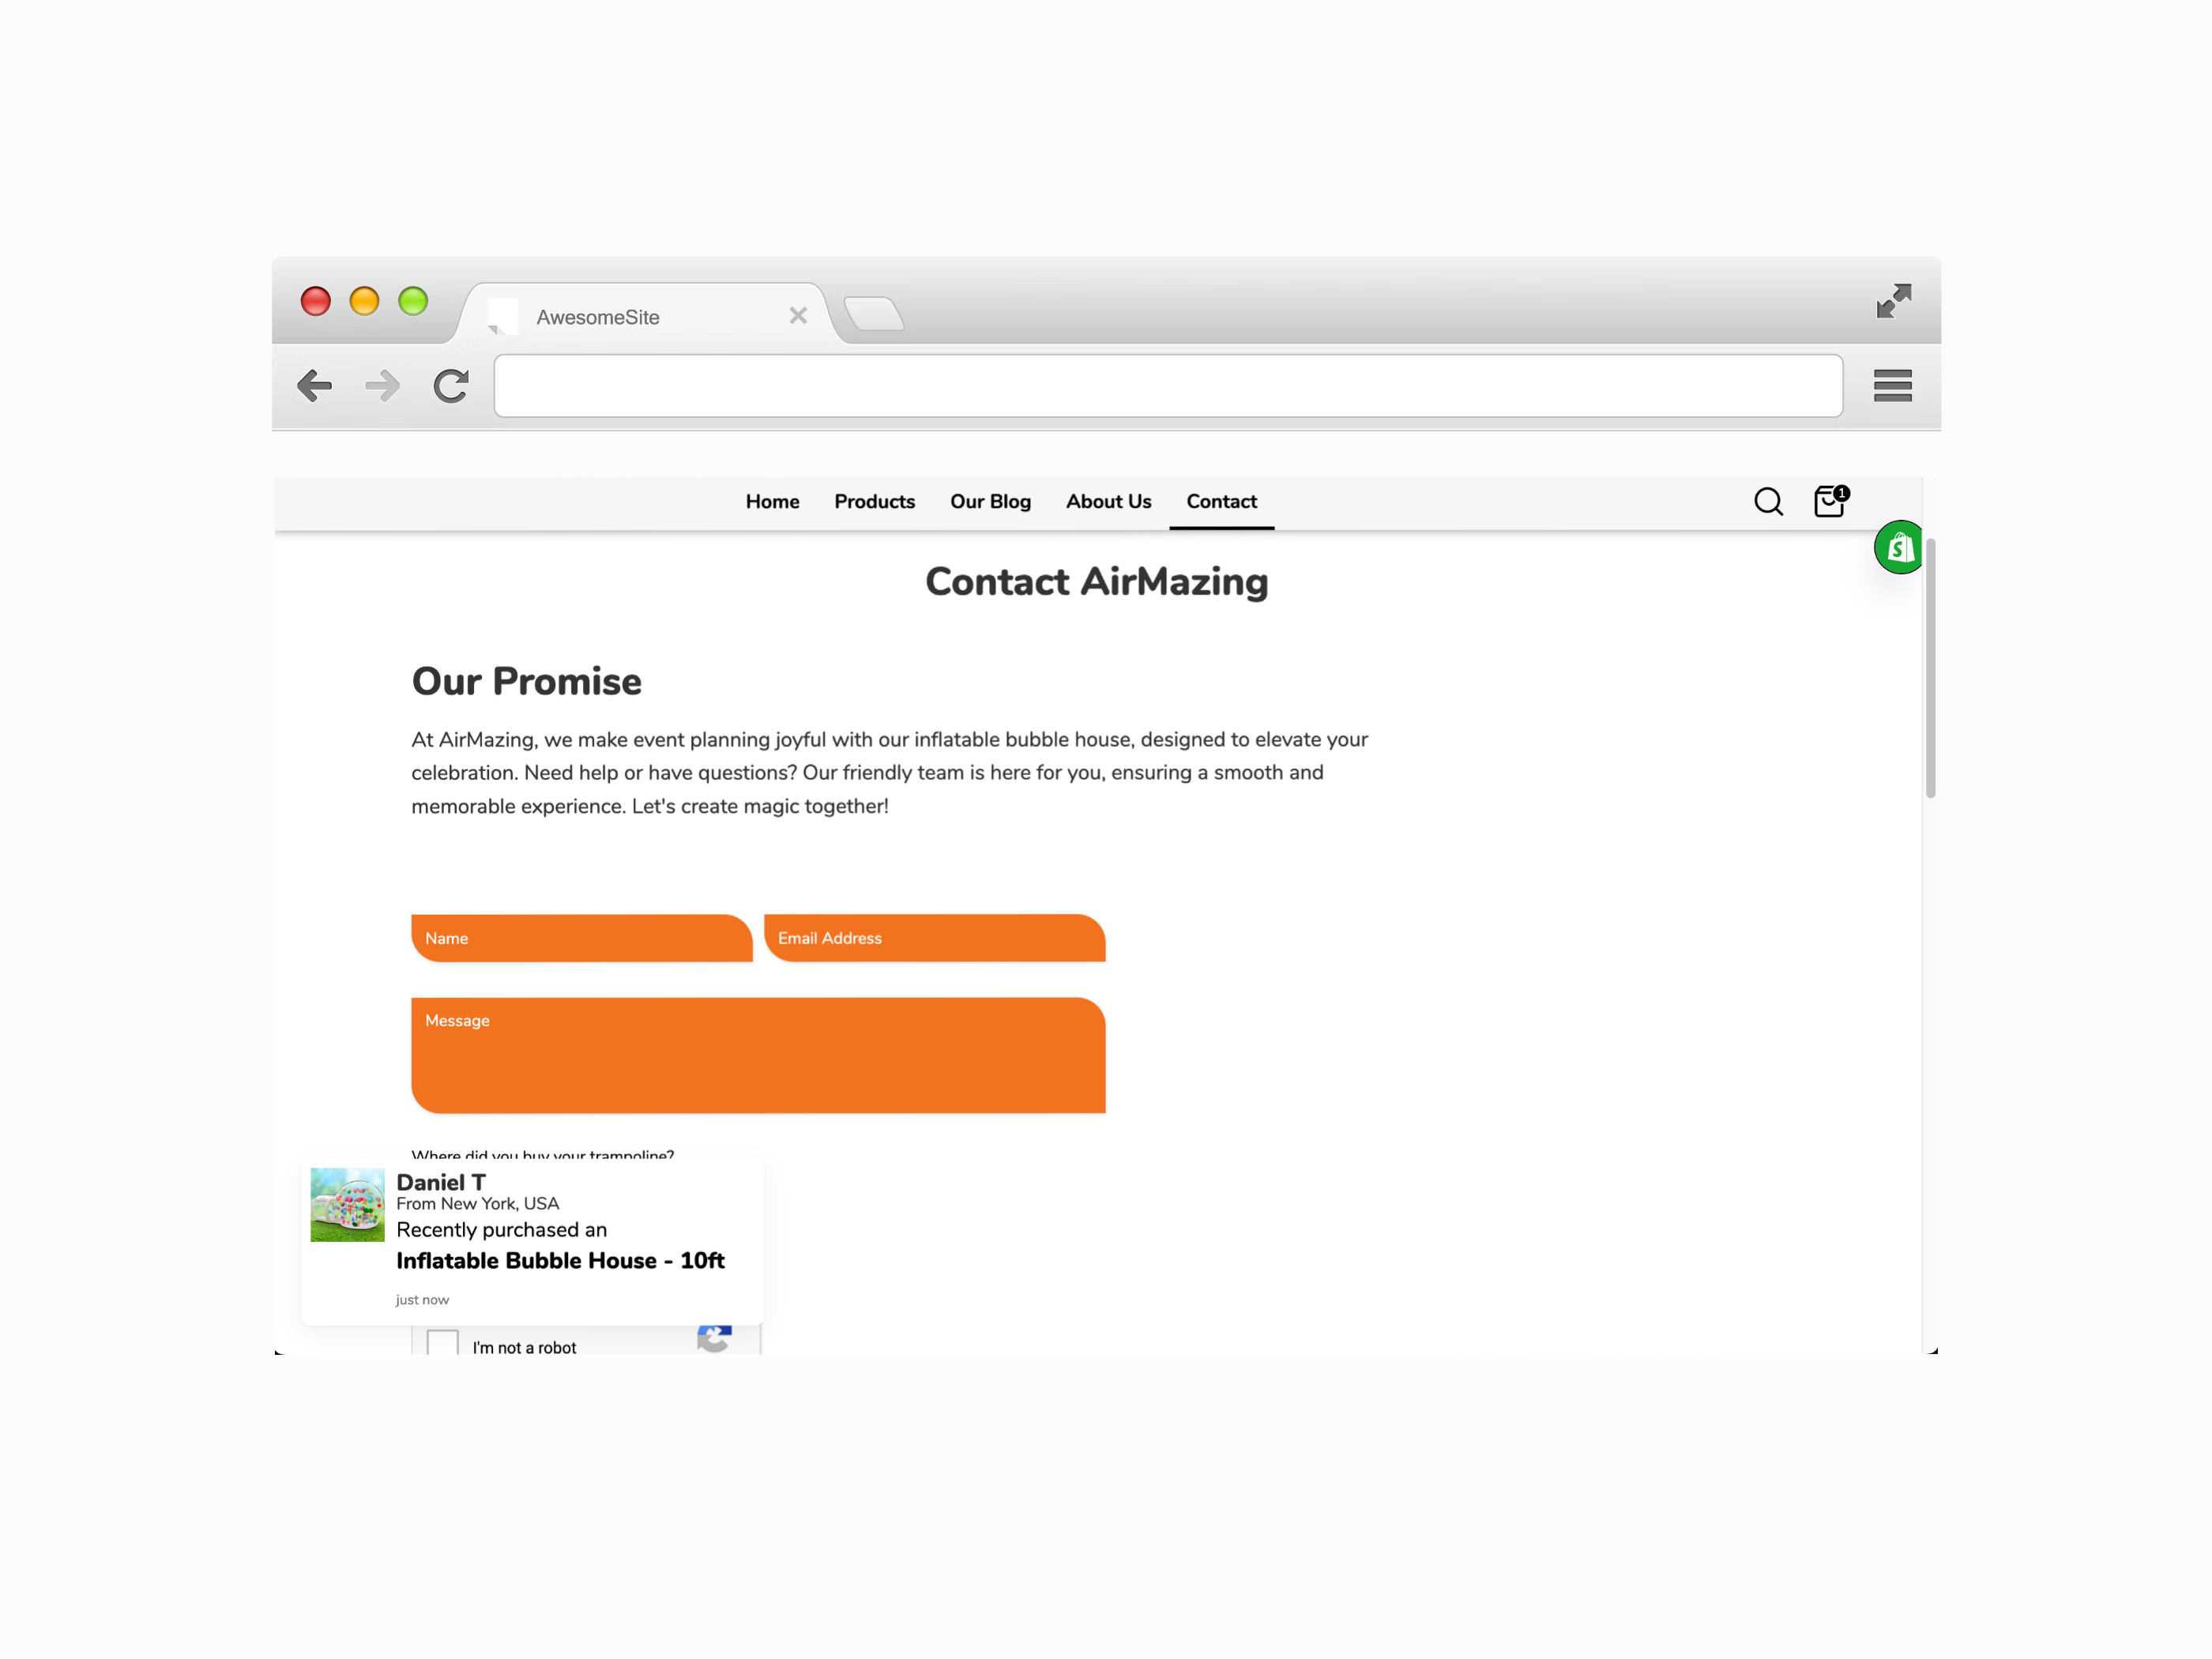 AwesomeSite
Home Products Our Blog About Us Contact
1
Contact AirMazing
Our Promise
At AirMazing, we make event planning joyful with our inflatable bubble house, designed to elevate your
celebration. Need help or have questions? Our friendly team is here for you, ensuring a smooth and
memorable experience. Let's create magic together!
Name Email Address
Message
Where did you buy your trampoline?
Daniel T
From New York, USA
Recently purchased an
Inflatable Bubble House - 10ft
just now
I'm not a robot